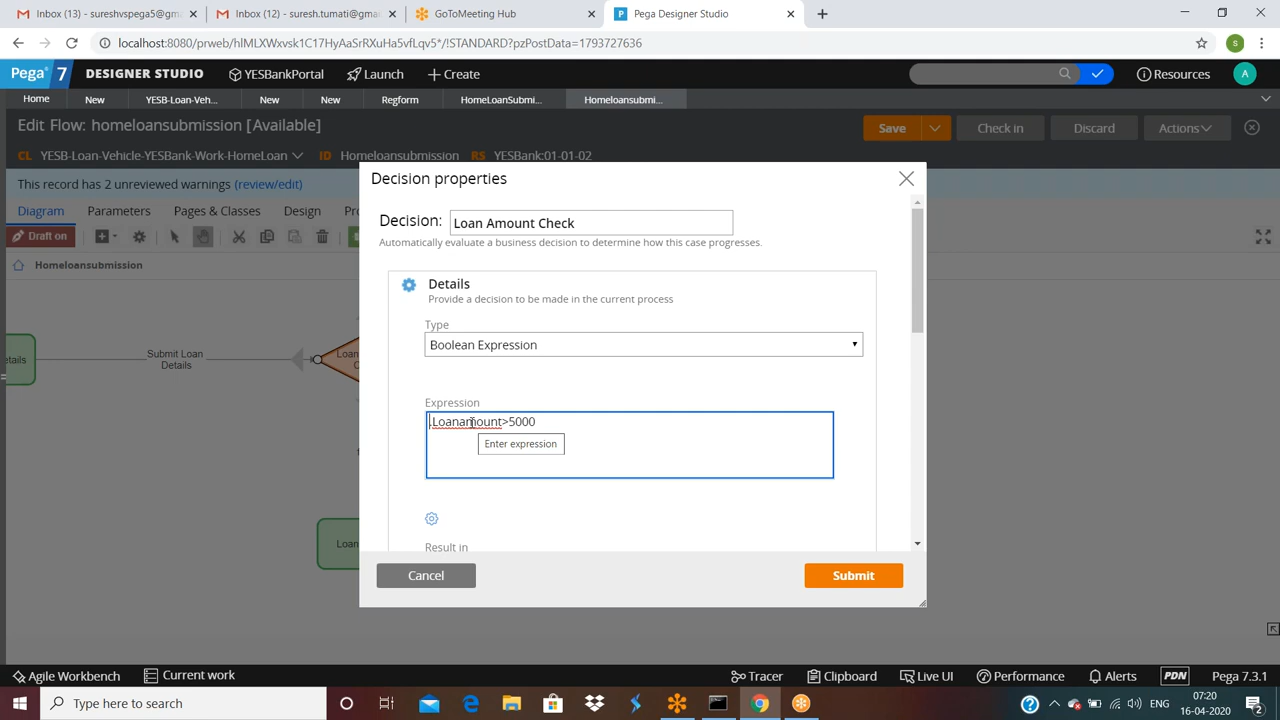 Inbox (13) - sureshvspega5@gm
Inbox (12) - suresh.tumati@gmai
GoToMeeting Hub
Pega Designer Studio
localhost:8080/prweb/hlMLXWxvsk1C17HyAaSrRXuHa5vfLqv5*/!STANDARD?pzPostData=1793727636
S
Pega 7 DESIGNER STUDIO YESBankPortal Launch Create Resources A
Home New YESB-Loan-Veh... New New Regform HomeLoanSubmi... Homeloansubmi...
Edit Flow: homeloansubmission [Available] Save Check in Discard Actions
CL YESB-Loan-Vehicle-YESBank-Work-HomeLoan ID Homeloansubmission RS YESBank:01-01-02
This record has 2 unreviewed warnings (review/edit)
Diagram Parameters Pages & Classes Design
Draft on
Homeloansubmission
etails
Submit Loan
Details
Loan
Decision properties
Decision: Loan Amount Check
Automatically evaluate a business decision to determine how this case progresses.
Details
Provide a decision to be made in the current process
Type
Boolean Expression
Expression
.Loanamount>5000
Enter expression
Result in
Cancel Submit
Agile Workbench Current work Tracer Clipboard Live UI Performance Alerts PDN Pega 7.3.1
Type here to search
ENG
07:20
16-04-2020
2